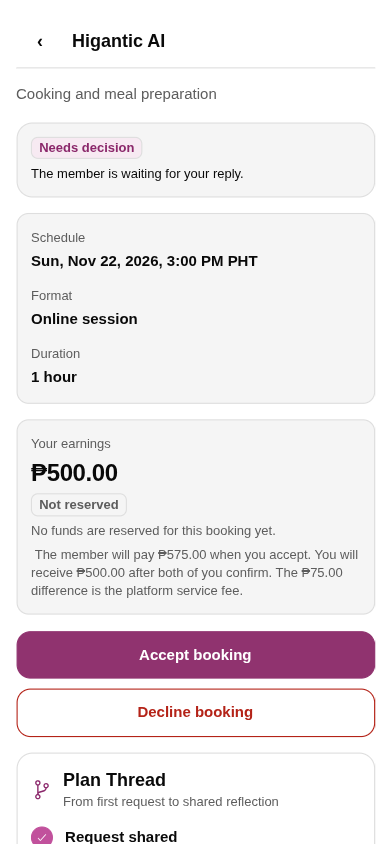 ‹ Higantic AI
Cooking and meal preparation
Needs decision
The member is waiting for your reply.
Schedule
Sun, Nov 22, 2026, 3:00 PM PHT
Format
Online session
Duration
1 hour
Your earnings
₱500.00
Not reserved
No funds are reserved for this booking yet.
The member will pay ₱575.00 when you accept. You will
receive ₱500.00 after both of you confirm. The ₱75.00
difference is the platform service fee.
Accept booking
Decline booking
Plan Thread
From first request to shared reflection
Request shared